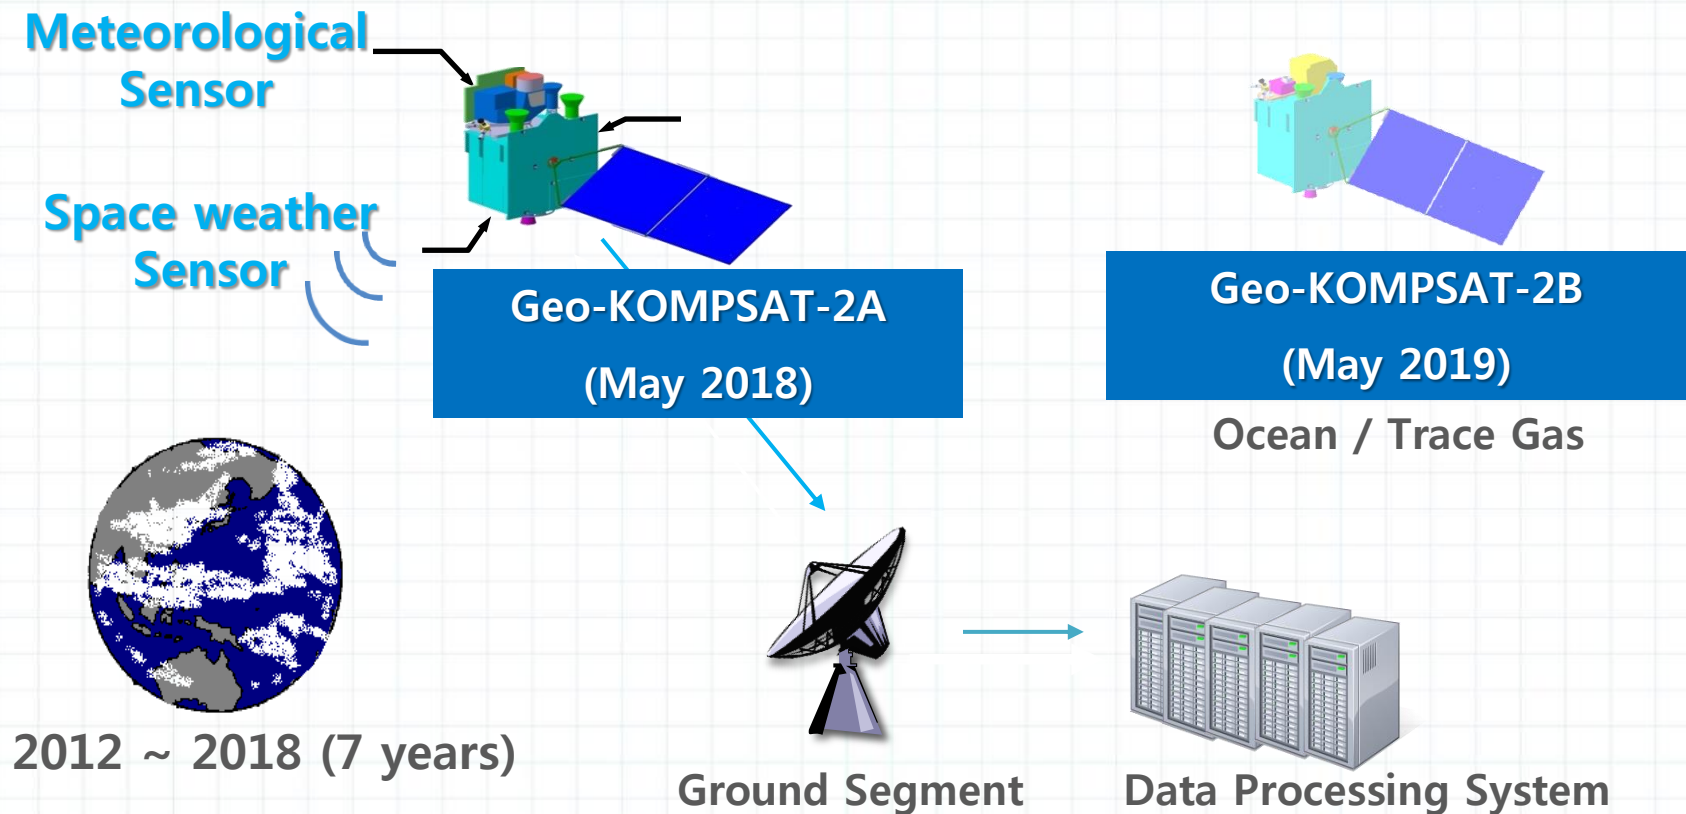 Meteorological
Sensor
Space weather
Sensor
Geo-KOMPSAT-2A
(May 2018)
Geo-KOMPSAT-2B
(May 2019)
Ocean / Trace Gas
2012 ~ 2018 (7 years)
Ground Segment
Data Processing System